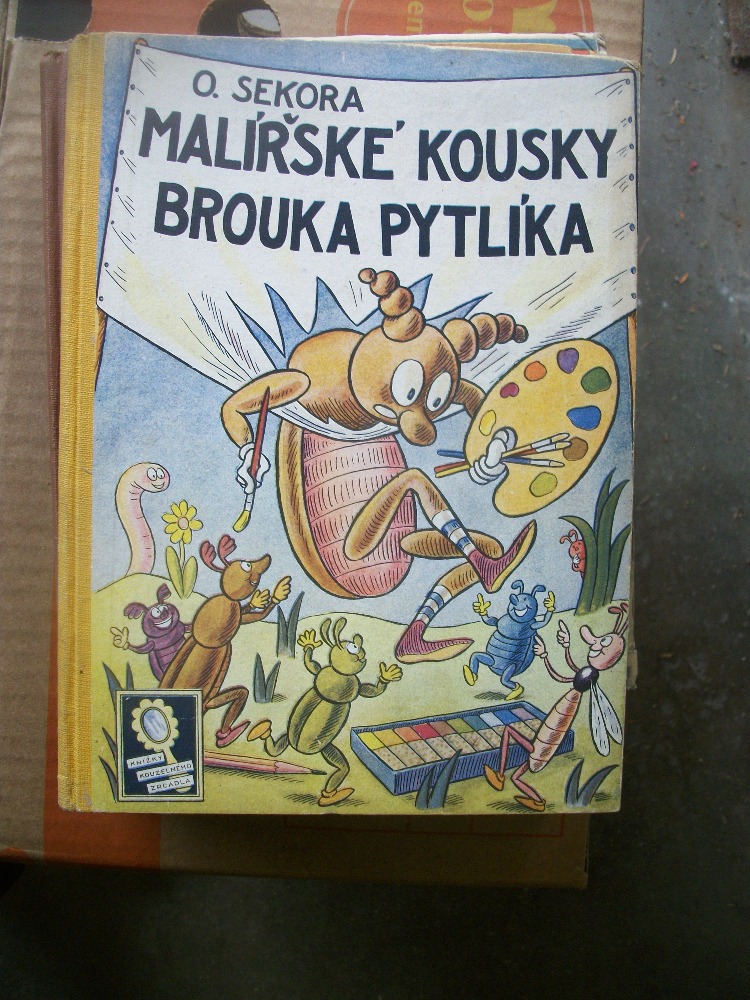 O. SEKORA
MALÍŘSKÉ KOUSKY
BROUKA PYTLÍKA
KNÍŽKY
KOUZELNÉHO
ZRCADLA